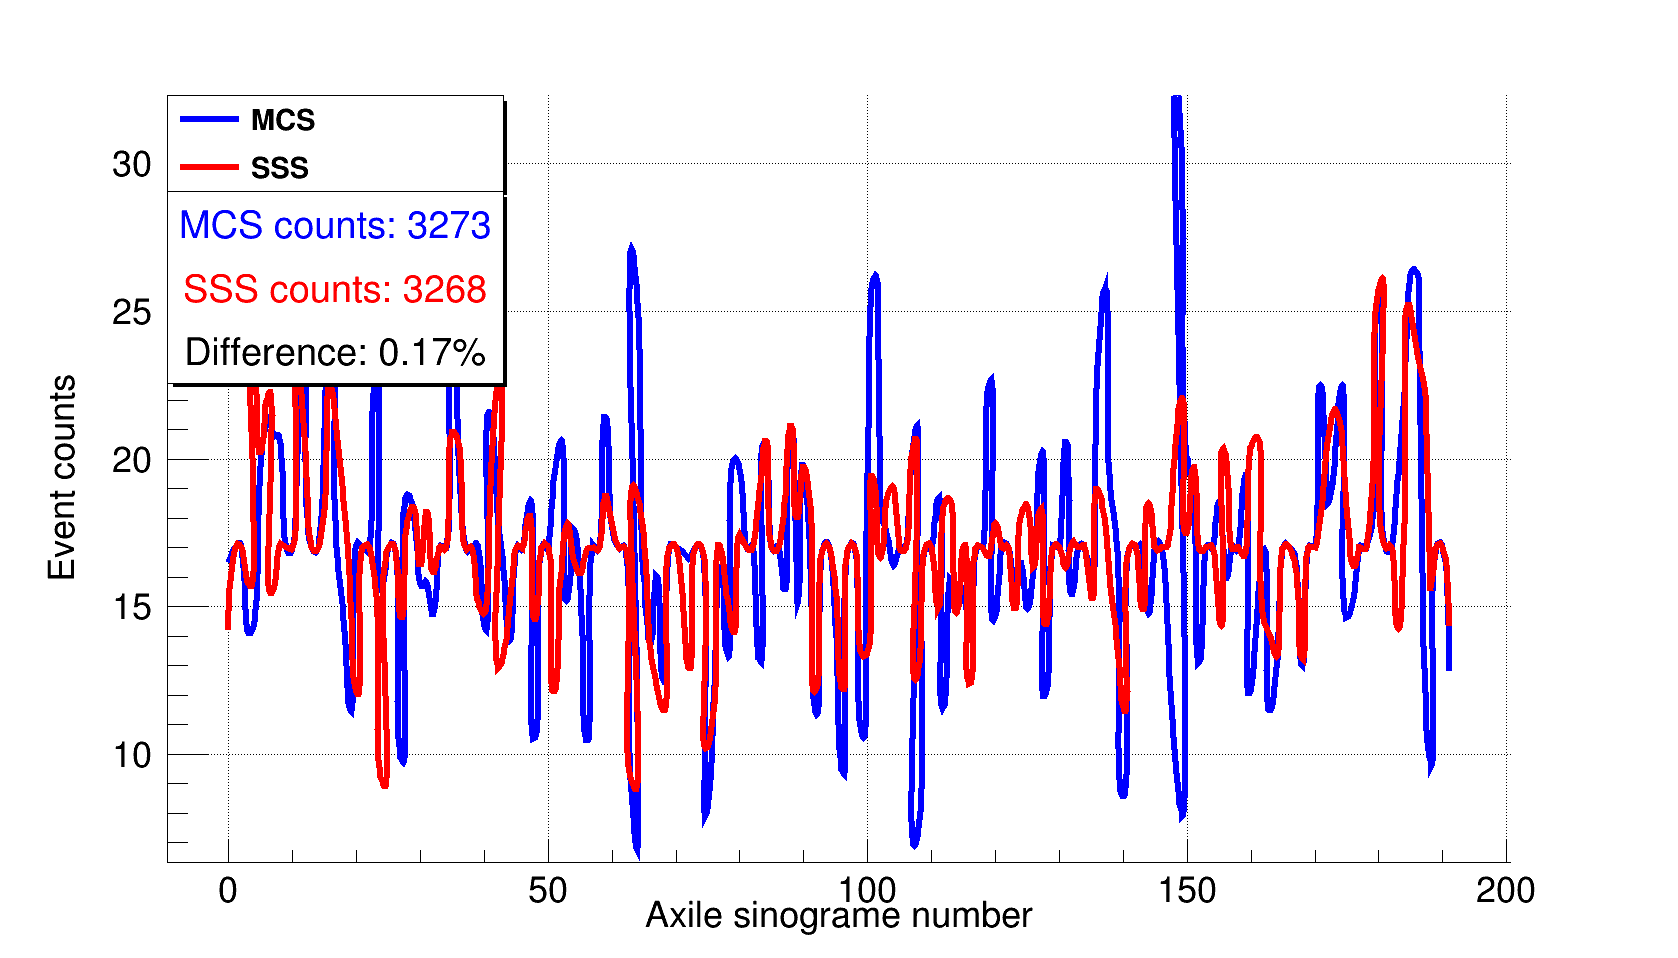 MCS
SSS
MCS counts: 3273
SSS counts: 3268
Difference: 0.17%
30
25
20
15
10
Event counts
0 50 100 150 200
Axile sinograme number